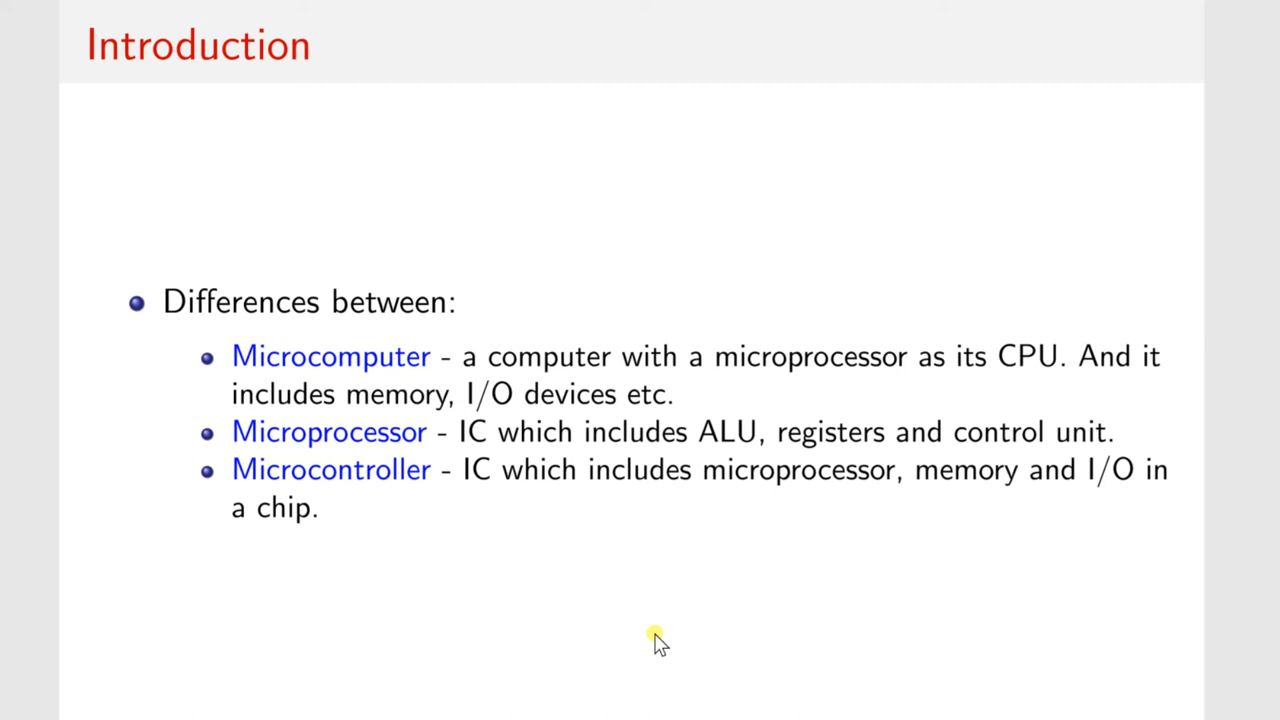 Introduction
Differences between:
Microcomputer - a computer with a microprocessor as its CPU. And it
includes memory, I/O devices etc.
Microprocessor - IC which includes ALU, registers and control unit.
Microcontroller - IC which includes microprocessor, memory and I/O in
a chip.